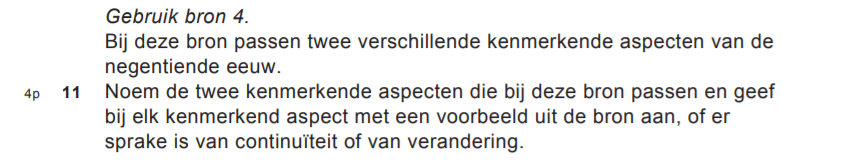 Gebruik bron 4.
Bij deze bron passen twee verschillende kenmerkende aspecten van de
negentiende eeuw.
4p 11 Noem de twee kenmerkende aspecten die bij deze bron passen en geef
bij elk kenmerkend aspect met een voorbeeld uit de bron aan, of er
sprake is van continuïteit of van verandering.